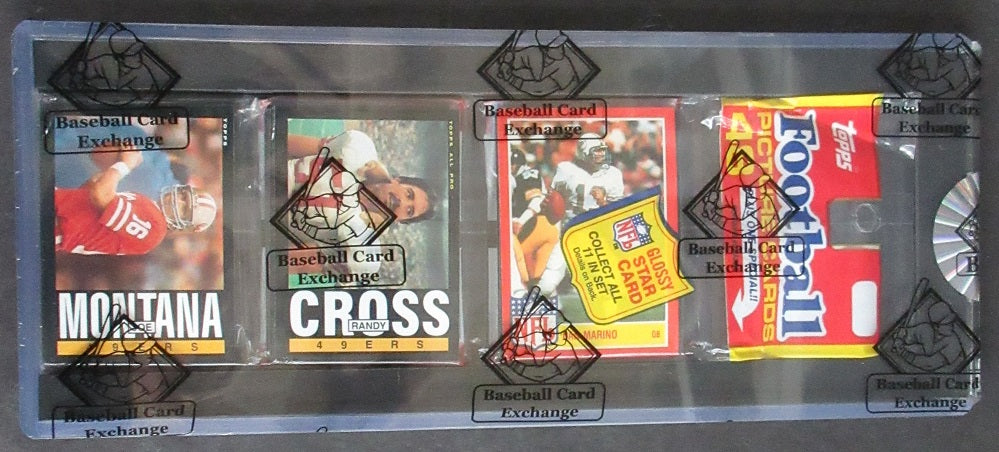 Baseball Card
Exchange
Baseball Card
Exchange
Baseball Card
Exchange
TOPPS
MONTANA
JOE
49ERS
TOPPS ALL PRO
Baseball Card
Exchange
CROSS
RANDY
49ERS
NFL
GLOSSY
STAR
CARD
COLLECT ALL
11 IN SET
Details on Back.
MARINO
Baseball Card
Exchange
topps
Football
PICTURE CARDS
Baseball Card
Exchange
Baseball Card
Exchange
Baseball Card
Exchange